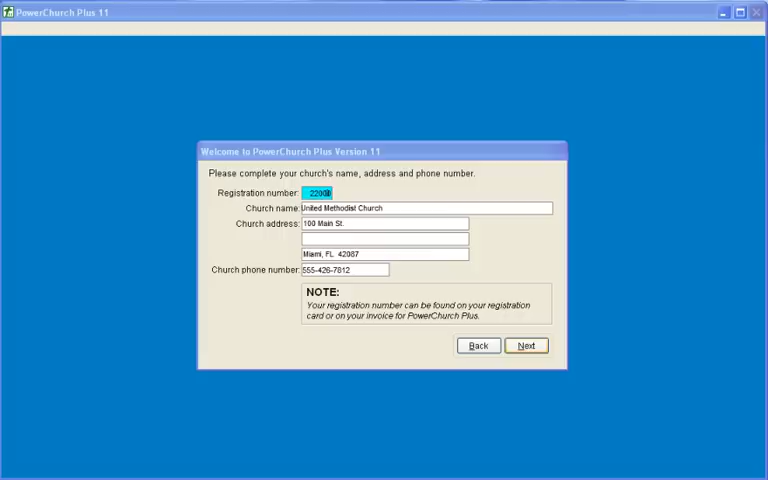 PowerChurch Plus 11
Welcome to PowerChurch Plus Version 11
Please complete your church's name, address and phone number.
Registration number:
Church name: United Methodist Church
Church address: 100 Main St.
Miami, FL 42087
Church phone number: 555-426-7812
NOTE:
Your registration number can be found on your registration
card or on your invoice for PowerChurch Plus.
Back Next